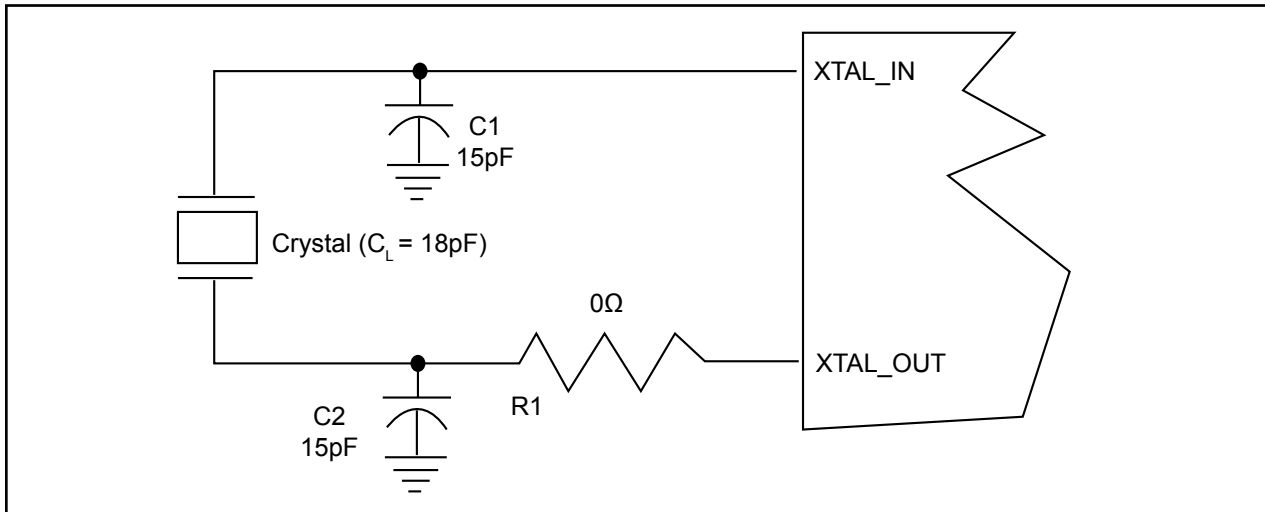 XTAL_IN
C1
15pF
Crystal (C_L = 18pF)
0Ω
XTAL_OUT
R1
C2
15pF